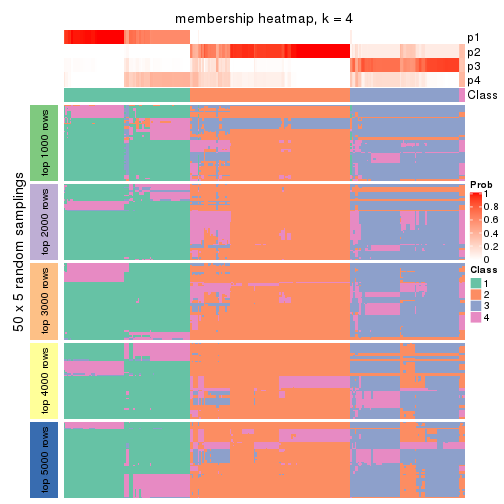 membership heatmap, k = 4
p1
p2
p3
p4
Class
50 x 5 random samplings
top 1000 rows
top 2000 rows
top 3000 rows
top 4000 rows
top 5000 rows
Prob
1
0.8
0.6
0.4
0.2
0
Class
1
2
3
4